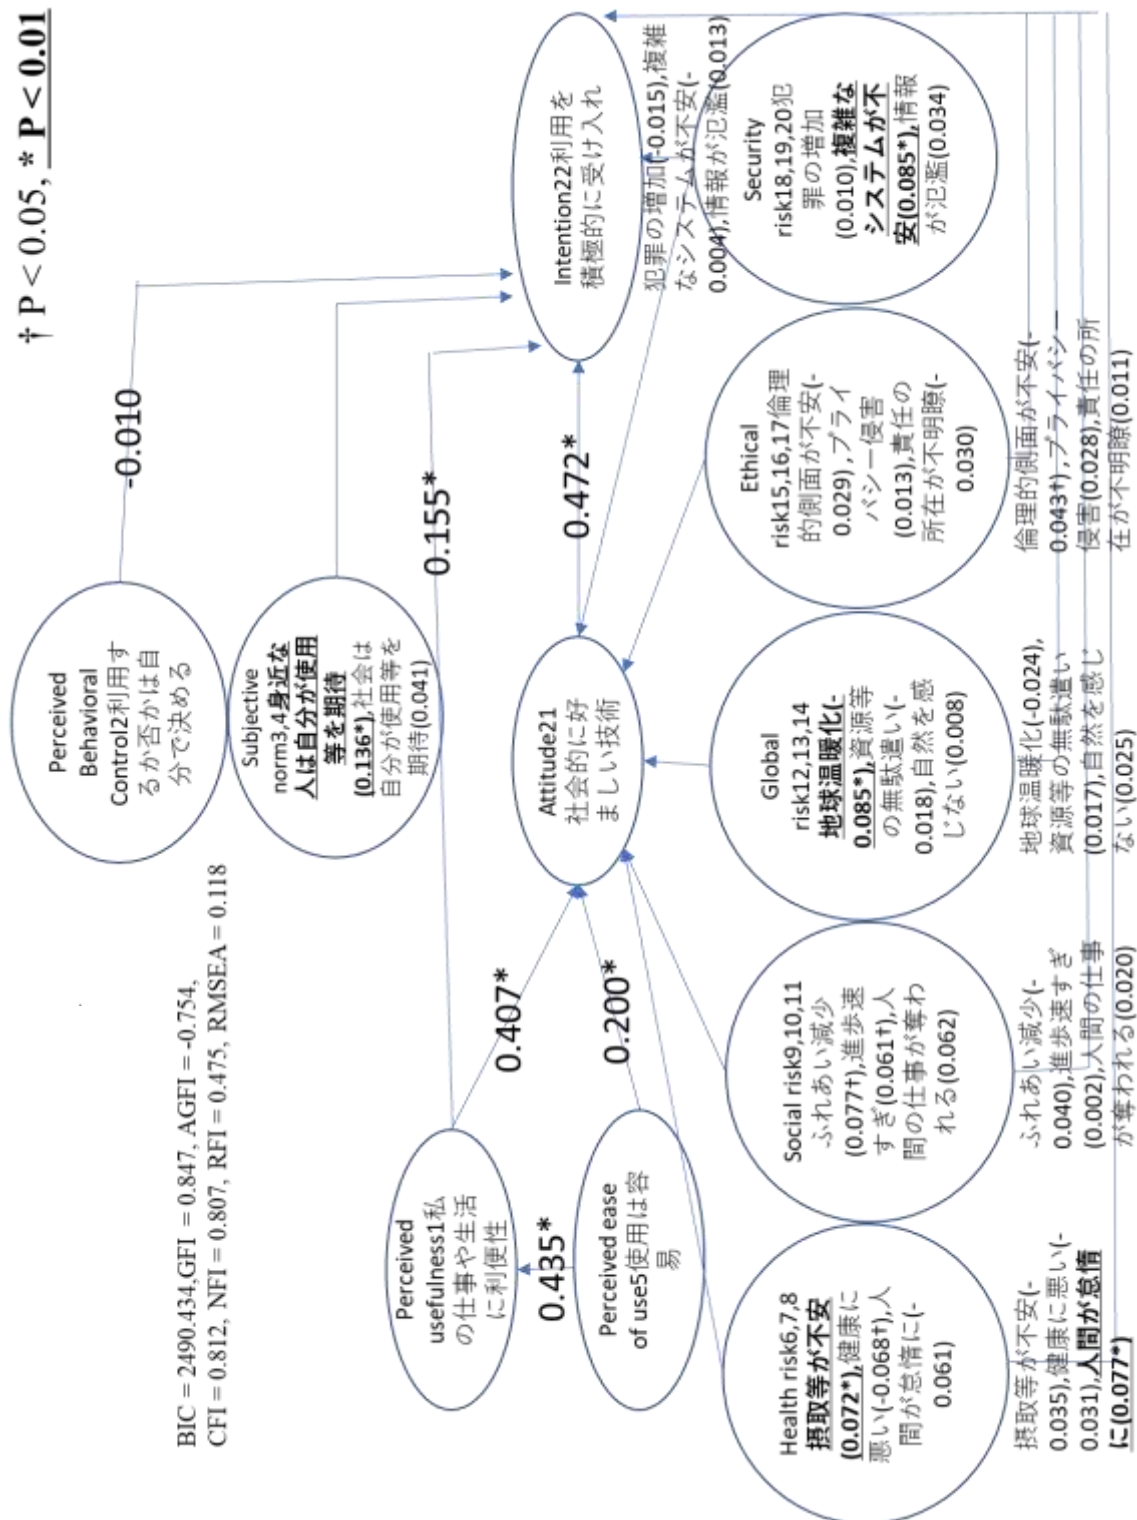 † P < 0.05, * P < 0.01
BIC = 2490.434,GFI = 0.847, AGFI = -0.754,
CFI = 0.812, NFI = 0.807, RFI = 0.475, RMSEA = 0.118
Perceived
Behavioral
Control2利用す
るか否かは自
分で決める
-0.010
Subjective
norm3,4身近な
人は自分が使用
等を期待
(0.136*),社会は
自分が使用等を
期待(0.041)
0.155*
Perceived
usefulness1私
の仕事や生活
に利便性
0.407*
0.435*
0.200*
Perceived ease
of use5使用は容
易
Attitude21
社会的に好
ましい技術
0.472*
Intention22利用を
積極的に受け入れ
犯罪の増加(-0.015),複雑
なシステムが不安(-
0.004),情報が氾濫(0.013)
Health risk6,7,8
摂取等が不安
(0.072*),健康に
悪い(-0.068†),人
間が怠惰に(-
0.061)
Social risk9,10,11
ふれあい減少
(0.077†),進歩速
すぎ(0.061†),人
間の仕事が奪わ
れる(0.062)
Global
risk12,13,14
地球温暖化(-
0.085*),資源等
の無駄遣い(-
0.018),自然を感
じない(0.008)
Ethical
risk15,16,17倫理
的側面が不安(-
0.029),プライ
バシー侵害
(0.013),責任の
所在が不明瞭(-
0.030)
Security
risk18,19,20犯
罪の増加
(0.010),複雑な
システムが不
安(0.085*),情報
が氾濫(0.034)
摂取等が不安(-
0.035),健康に悪い(-
0.031),人間が怠惰
に(0.077*)
ふれあい減少(-
0.040),進歩速すぎ
(0.002),人間の仕事
が奪われる(0.020)
地球温暖化(-0.024),
資源等の無駄遣い
(0.017),自然を感じ
ない(0.025)
倫理的側面が不安(-
0.043†),プライバシー
侵害(0.028),責任の所
在が不明瞭(0.011)